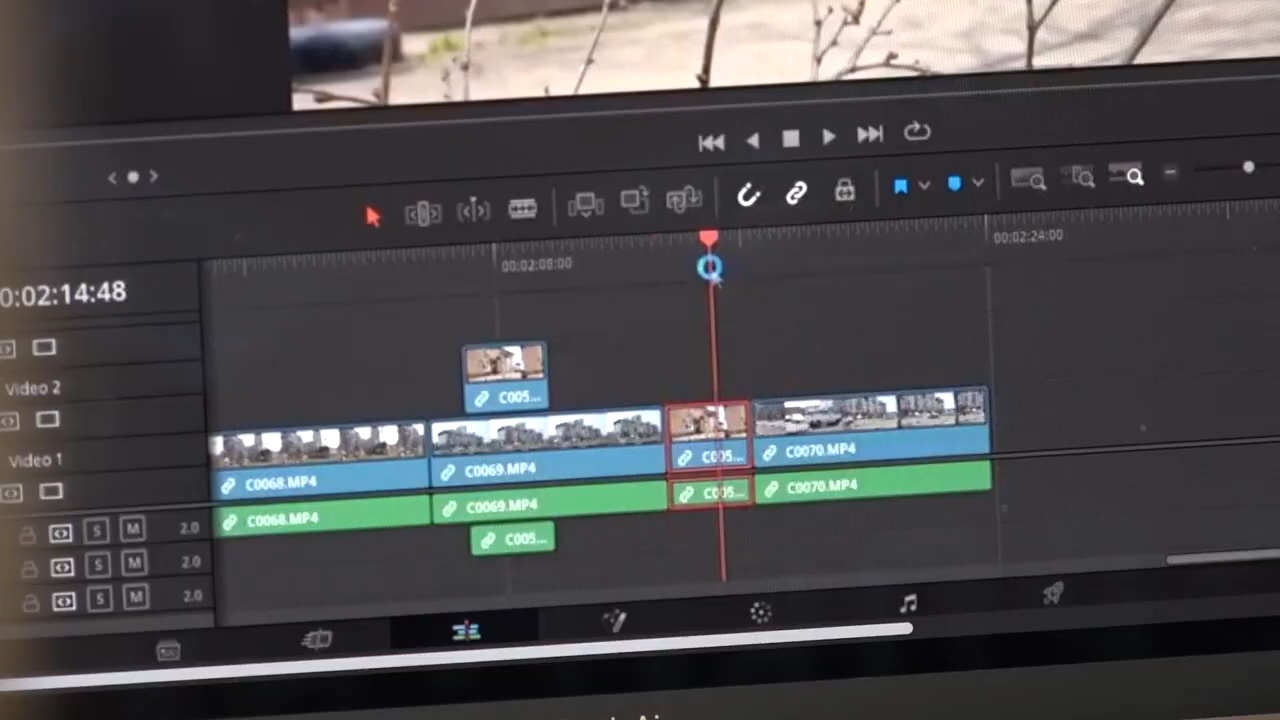 00:02:24:00
00:02:08:00
0:02:14:48
Video 2
C005...
Video 1
C0068.MP4
C0069.MP4
C005...
C0070.MP4
C0068.MP4
C0069.MP4
C005...
C0070.MP4
C005...
S M 2.0
S M 2.0
S M 2.0